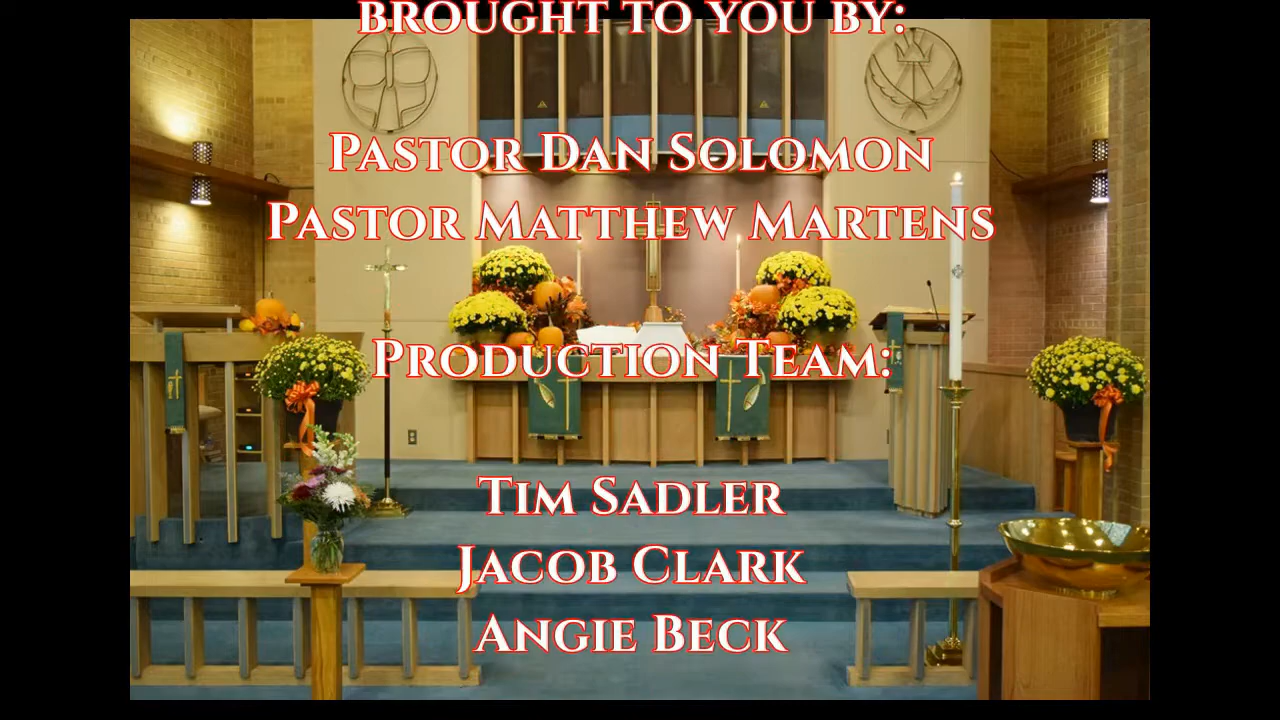 BROUGHT TO YOU BY:
PASTOR DAN SOLOMON
PASTOR MATTHEW MARTENS
PRODUCTION TEAM:
TIM SADLER
JACOB CLARK
ANGIE BECK